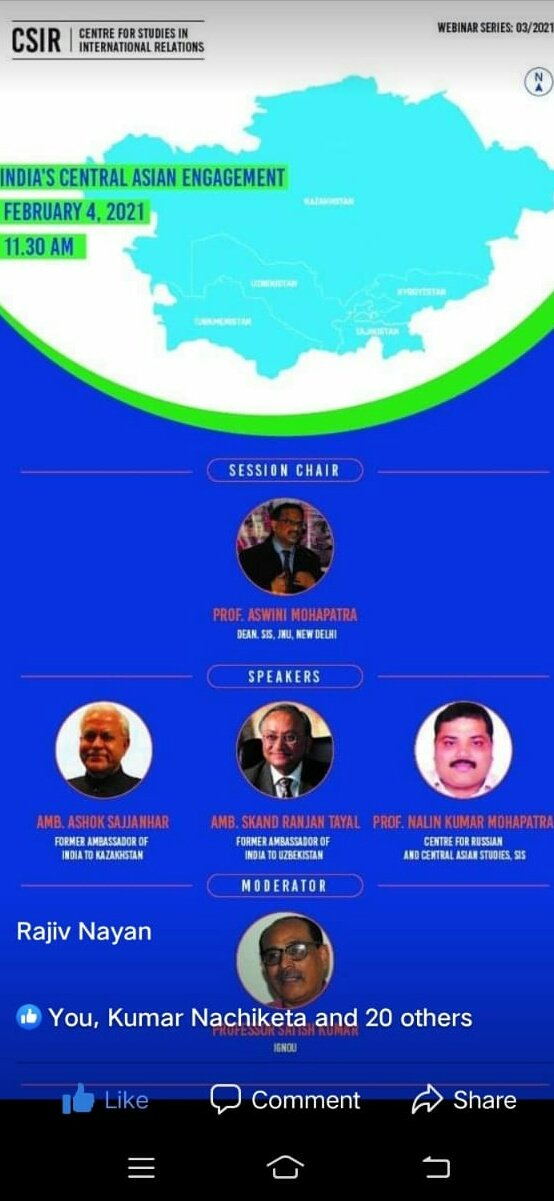 CSIR
CENTRE FOR STUDIES IN
INTERNATIONAL RELATIONS
WEBINAR SERIES: 03/2021
N
INDIA'S CENTRAL ASIAN ENGAGEMENT
FEBRUARY 4, 2021
11.30 AM
KAZAKHSTAN
UZBEKISTAN
KYRGYZSTAN
TURKMENISTAN
TAJIKISTAN
SESSION CHAIR
PROF. ASWINI MOHAPATRA
DEAN. SIS, JNU, NEW DELHI
SPEAKERS
AMB. ASHOK SAJJANHAR
FORMER AMBASSADOR OF
INDIA TO KAZAKHSTAN
AMB. SKAND RANJAN TAYAL
FORMER AMBASSADOR OF
INDIA TO UZBEKISTAN
PROF. NALIN KUMAR MOHAPATRA
CENTRE FOR RUSSIAN
AND CENTRAL ASIAN STUDIES, SIS
MODERATOR
Rajiv Nayan
You, Kumar Nachiketa and 20 others
PROFESSOR SATISH KUMAR
IGNOU
Like
Comment
Share